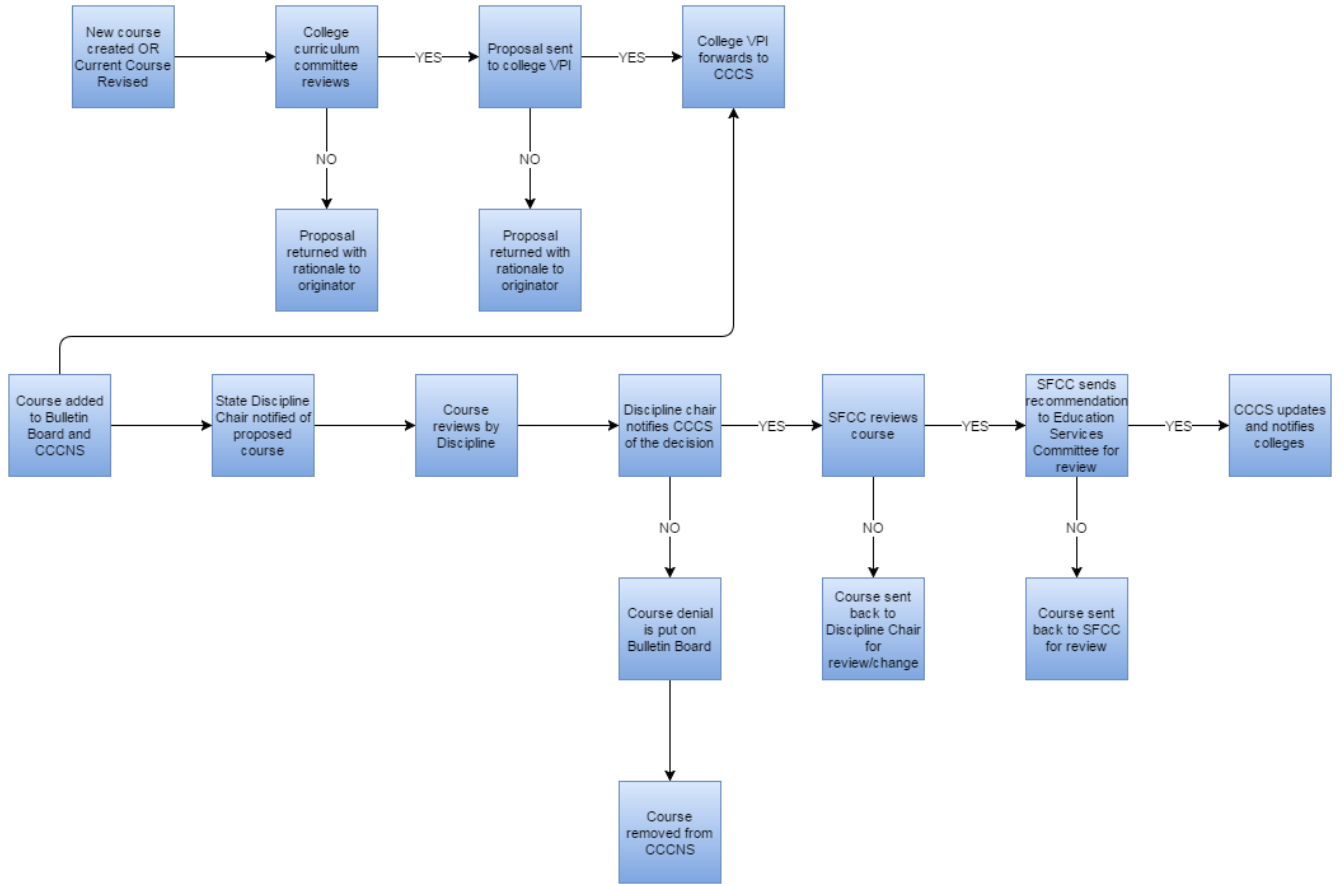 New course
created OR
Current Course
Revised
College
curriculum
committee
reviews
YES
Proposal sent
to college VPI
YES
College VPI
forwards to
CCCS
NO
NO
Proposal
returned with
rationale to
originator
Proposal
returned with
rationale to
originator
Course added
to Bulletin
Board and
CCCNS
State Discipline
Chair notified of
proposed
course
Course
reviews by
Discipline
Discipline chair
notifies CCCS
of the decision
YES
SFCC reviews
course
YES
SFCC sends
recommendation
to Education
Services
Committee for
review
YES
CCCS updates
and notifies
colleges
NO
NO
NO
Course denial
is put on
Bulletin Board
Course sent
back to
Discipline Chair
for
review/change
Course sent
back to SFCC
for review
Course
removed from
CCCNS